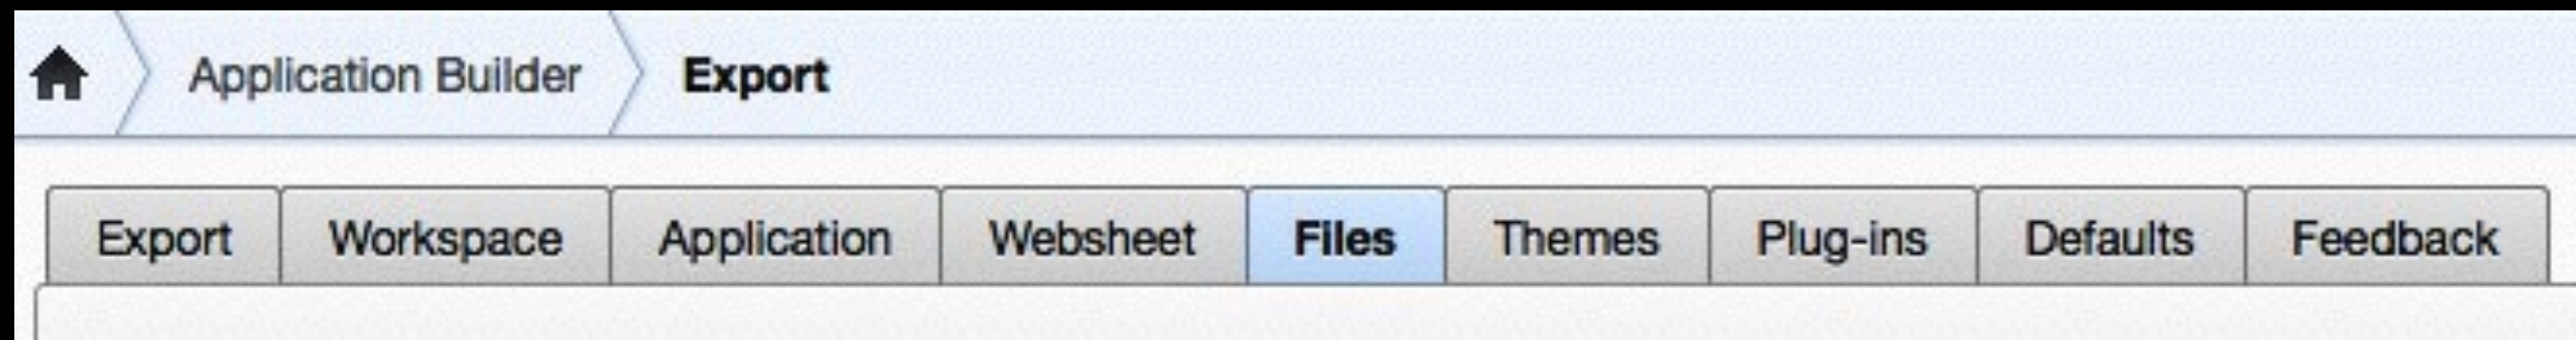 Application Builder Export
Export Workspace Application Websheet Files Themes Plug-ins Defaults Feedback